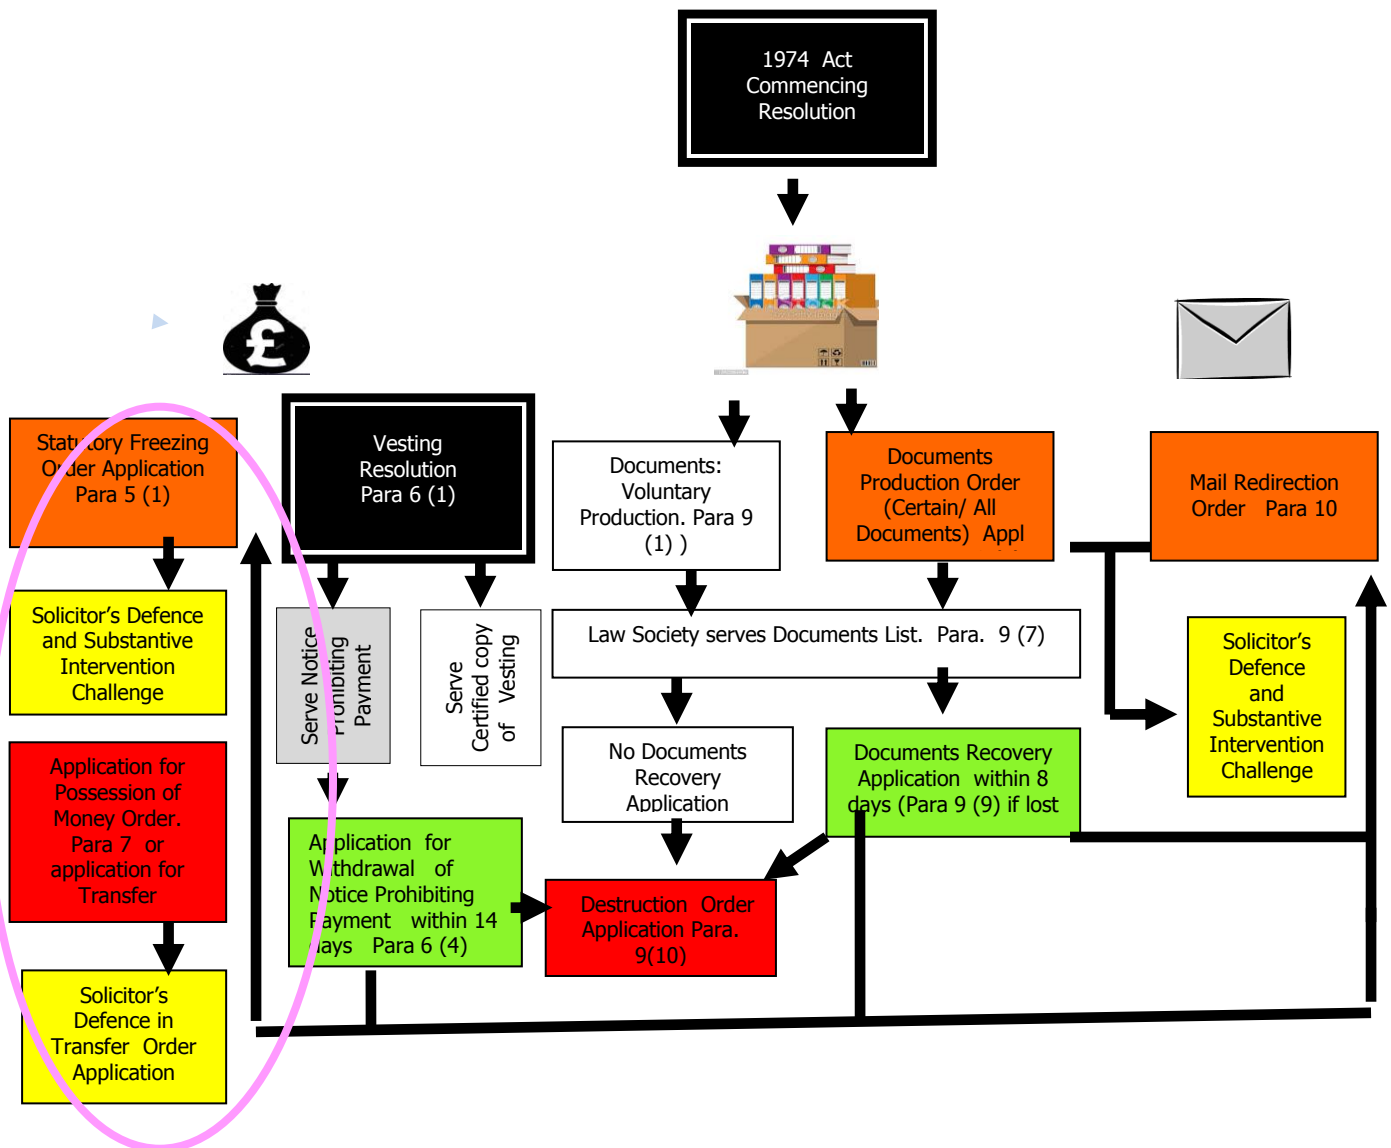 1974 Act
Commencing
Resolution
£
Statutory Freezing
Order Application
Para 5 (1)
Vesting
Resolution
Para 6 (1)
Documents:
Voluntary
Production. Para 9
(1) )
Documents
Production Order
(Certain/ All
Documents) Appl
Mail Redirection
Order Para 10
Solicitor's Defence
and Substantive
Intervention
Challenge
Serve Notice
Prohibiting
Payment
Serve
Certified copy
of Vesting
Law Society serves Documents List. Para. 9 (7)
Solicitor's
Defence
and
Substantive
Intervention
Challenge
Application for
Possession of
Money Order.
Para 7 or
application for
Transfer
No Documents
Recovery
Application
Documents Recovery
Application within 8
days (Para 9 (9) if lost
Application for
Withdrawal of
Notice Prohibiting
Payment within 14
days Para 6 (4)
Destruction Order
Application Para.
9(10)
Solicitor's
Defence in
Transfer Order
Application